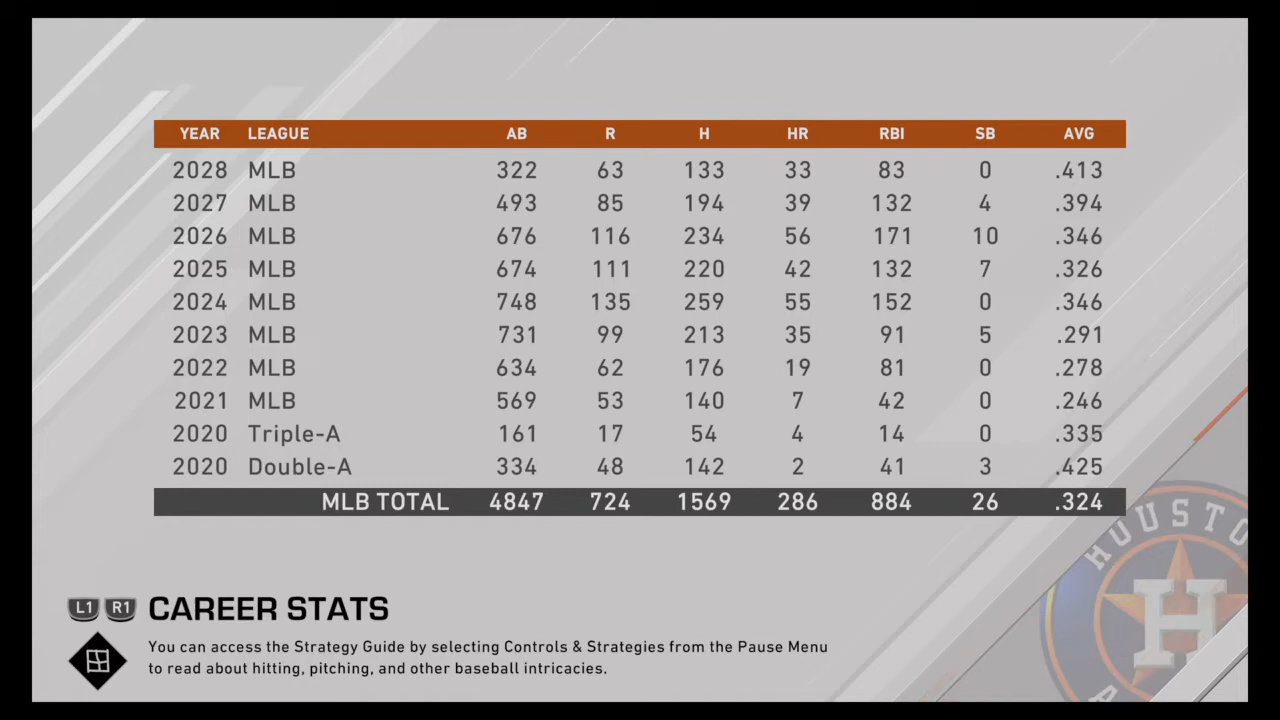 YEAR LEAGUE AB R H HR RBI SB AVG
2028 MLB 322 63 133 33 83 0 .413
2027 MLB 493 85 194 39 132 4 .394
2026 MLB 676 116 234 56 171 10 .346
2025 MLB 674 111 220 42 132 7 .326
2024 MLB 748 135 259 55 152 0 .346
2023 MLB 731 99 213 35 91 5 .291
2022 MLB 634 62 176 19 81 0 .278
2021 MLB 569 53 140 7 42 0 .246
2020 Triple-A 161 17 54 4 14 0 .335
2020 Double-A 334 48 142 2 41 3 .425
MLB TOTAL 4847 724 1569 286 884 26 .324
HOUSTO
H
A
L1 R1 CAREER STATS
You can access the Strategy Guide by selecting Controls & Strategies from the Pause Menu
to read about hitting, pitching, and other baseball intricacies.